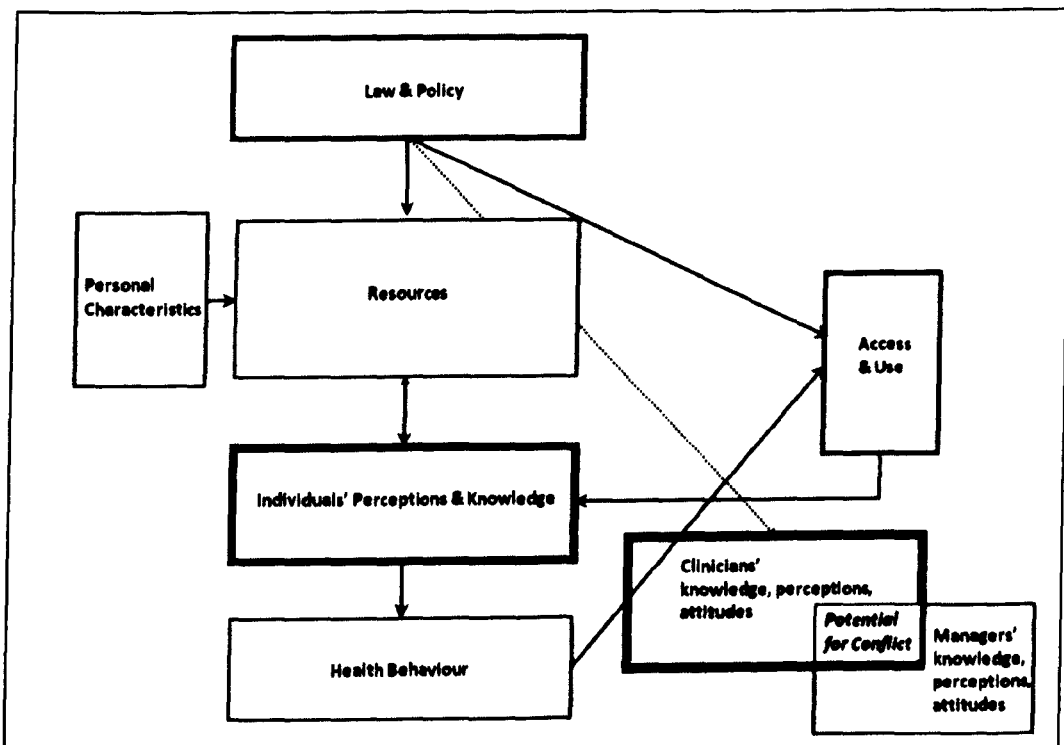 Law & Policy
Personal
Characteristics
Resources
Access
& Use
Individuals' Perceptions & Knowledge
Clinicians'
knowledge, perceptions,
attitudes
Potential
for Conflict
Managers'
knowledge,
perceptions,
attitudes
Health Behaviour